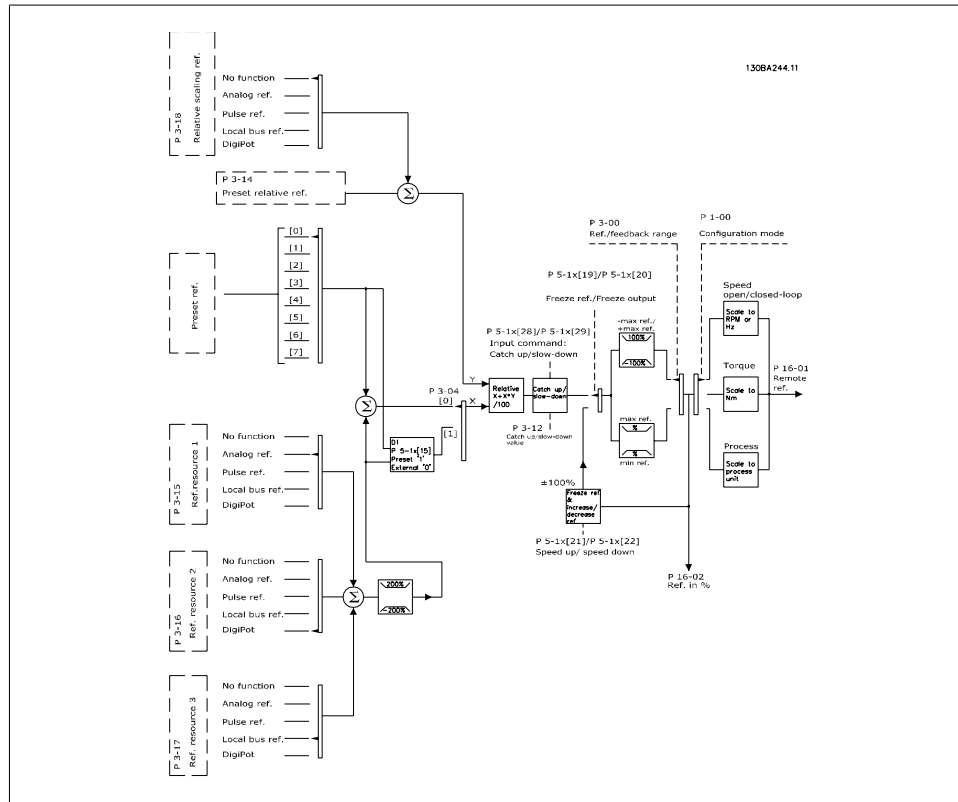 130BA244.11
P 3-18
Relative scaling ref.
No function
Analog ref.
Pulse ref.
Local bus ref.
DigiPot
P 3-14
Preset relative ref.
Σ
Preset ref.
[0]
[1]
[2]
[3]
[4]
[5]
[6]
[7]
P 3-00
Ref./feedback range
P 1-00
Configuration mode
P 5-1x[19]/P 5-1x[20]
Freeze ref./Freeze output
P 5-1x[28]/P 5-1x[29]
Input command:
Catch up/slow-down
-max ref./
+max ref.
100%
-100%
Speed
open/closed-loop
Scale to
RPM or
Hz
Y
X
P 3-04
[0]
[1]
Σ
Relative
X+X*Y
/100
Catch up/
slow-down
P 3-12
Catch up/slow-down
value
Torque
Scale to
Nm
P 16-01
Remote
ref.
max ref.
%
%
min ref.
Process
Scale to
process
unit
D1
P 5-1x[15]
Preset '1'
External '0'
±100%
Freeze ref.
&
increase/
decrease
ref.
P 5-1x[21]/P 5-1x[22]
Speed up/ speed down
P 16-02
Ref. in %
P 3-15
Ref.resource 1
No function
Analog ref.
Pulse ref.
Local bus ref.
DigiPot
P 3-16
Ref. resource 2
No function
Analog ref.
Pulse ref.
Local bus ref.
DigiPot
Σ
200%
-200%
P 3-17
Ref. resource 3
No function
Analog ref.
Pulse ref.
Local bus ref.
DigiPot